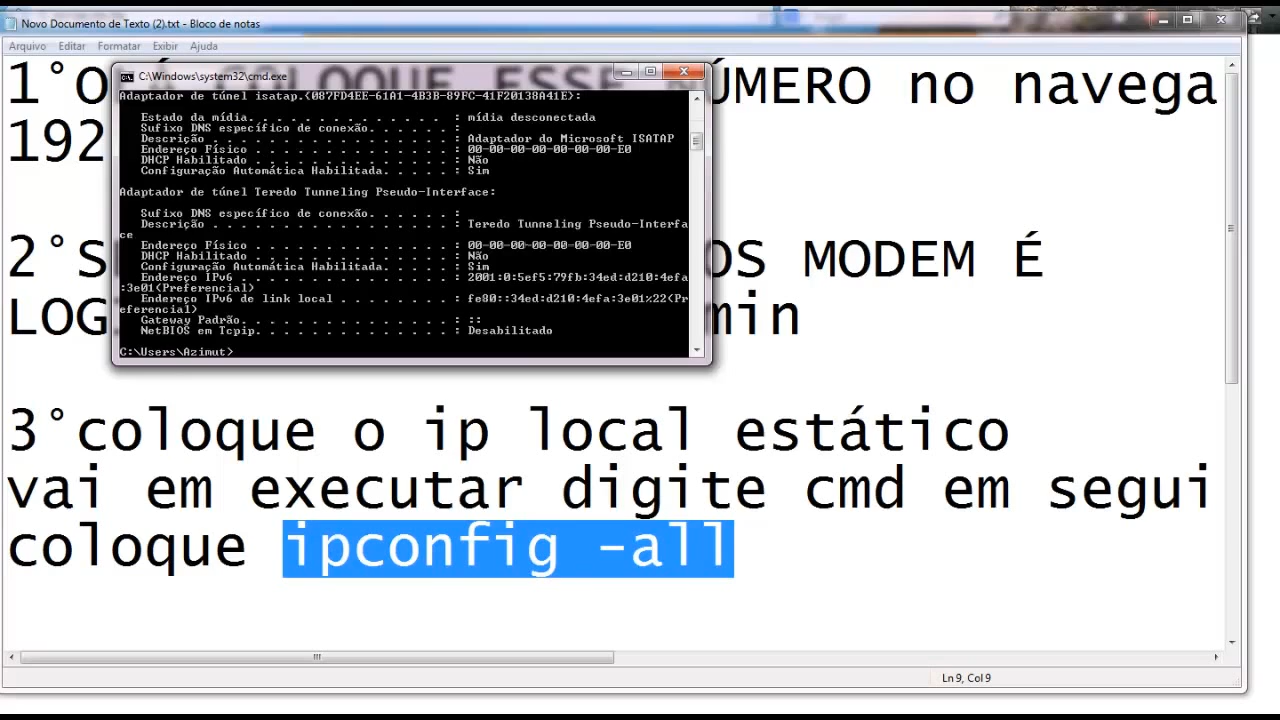 Novo Documento de Texto (2).txt - Bloco de notas
Arquivo Editar Formatar Exibir Ajuda
C:\Windows\system32\cmd.exe
1°O COLOQUE ESSE NÚMERO no navega
192
Adaptador de túnel isatap.{087FD4EE-61A1-4B3B-89FC-41F20138A41E}:
Estado da mídia. . . . . . . . . . . . . . : mídia desconectada
Sufixo DNS específico de conexão. . . . . . :
Descrição . . . . . . . . . . . . . . . . . : Adaptador do Microsoft ISATAP
Endereço Físico . . . . . . . . . . . . . . : 00-00-00-00-00-00-00-E0
DHCP Habilitado . . . . . . . . . . . . . . : Não
Configuração Automática Habilitada. . . . . : Sim
Adaptador de túnel Teredo Tunneling Pseudo-Interface:
Sufixo DNS específico de conexão. . . . . . :
Descrição . . . . . . . . . . . . . . . . . : Teredo Tunneling Pseudo-Interfa
ce
Endereço Físico . . . . . . . . . . . . . . : 00-00-00-00-00-00-00-E0
DHCP Habilitado . . . . . . . . . . . . . . : Não
Configuração Automática Habilitada. . . . . : Sim
Endereço IPv6 . . . . . . . . . . . . . . . : 2001:0:5ef5:79fb:34ed:d210:4efa
:3e01(Preferencial)
Endereço IPv6 de link local . . . . . . . . : fe80::34ed:d210:4efa:3e01%22(Pr
eferencial)
Gateway Padrão. . . . . . . . . . . . . . . : ::
NetBIOS em Tcpip. . . . . . . . . . . . . . : Desabilitado
C:\Users\Azimut>
2°S OS MODEM É
LOG min
3°coloque o ip local estático
vai em executar digite cmd em segui
coloque ipconfig -all
Ln 9, Col 9